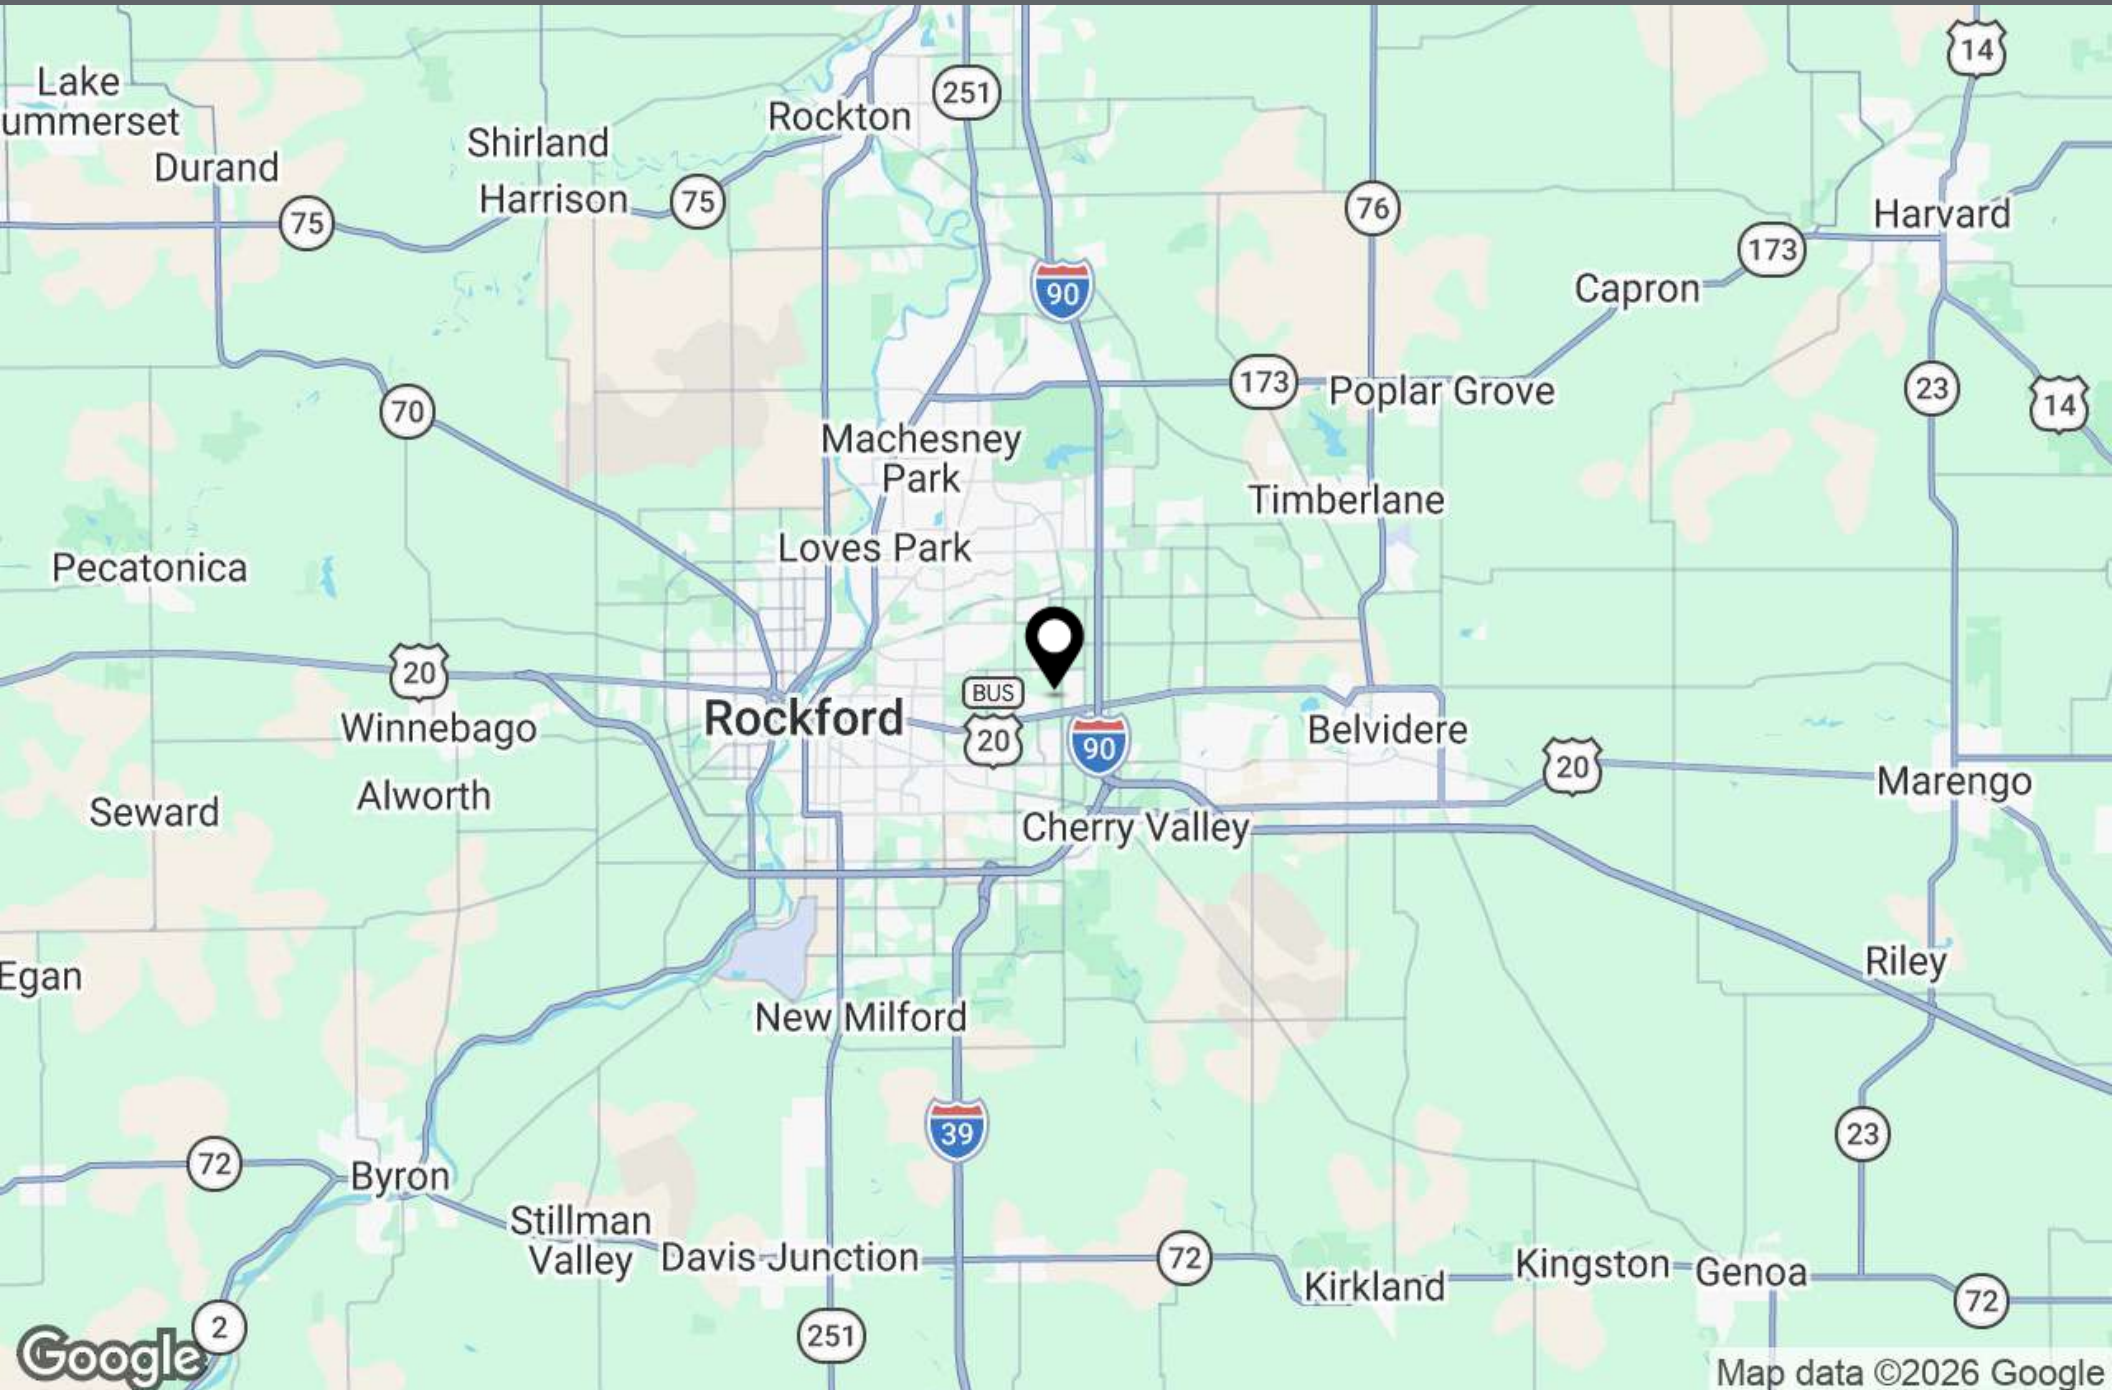 14
Lake
ummerset
251
Rockton
Shirland
Durand
Harrison
75
75
76
Harvard
173
90
Capron
173
Poplar Grove
23
14
70
Machesney
Park
Timberlane
Loves Park
Pecatonica
20
BUS
20
Rockford
90
Winnebago
Belvidere
20
Marengo
Alworth
Seward
Cherry Valley
Riley
Egan
New Milford
39
23
72
Byron
Stillman
Valley
Davis Junction
72
Kingston
Genoa
Kirkland
72
2
251
Google
Map data ©2026 Google